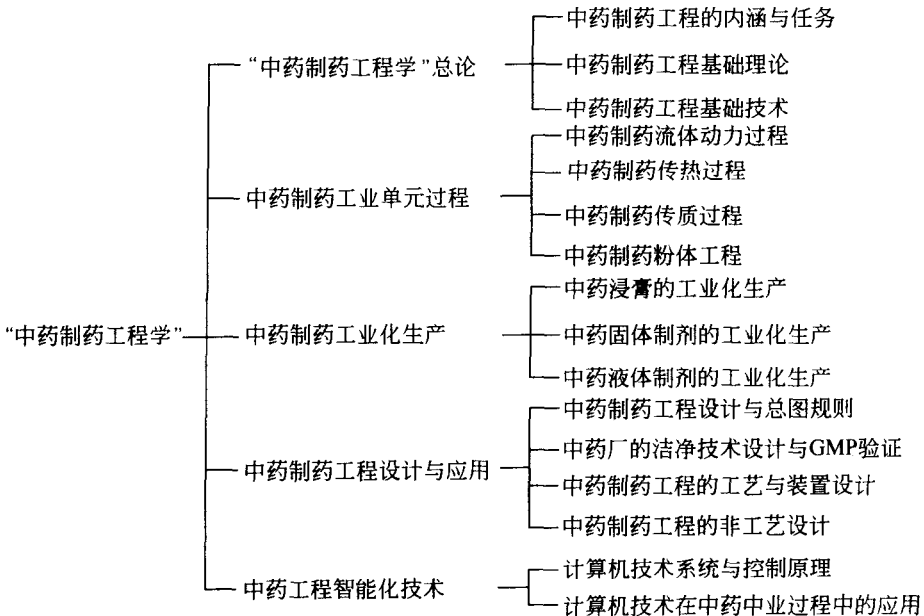 “中药制药工程学”
“中药制药工程学”总论
中药制药工程的内涵与任务
中药制药工程基础理论
中药制药工程基础技术
中药制药工业单元过程
中药制药流体动力过程
中药制药传热过程
中药制药传质过程
中药制药粉体工程
中药制药工业化生产
中药浸膏的工业化生产
中药固体制剂的工业化生产
中药液体制剂的工业化生产
中药制药工程设计与应用
中药制药工程设计与总图规则
中药厂的洁净技术设计与GMP验证
中药制药工程的工艺与装置设计
中药制药工程的非工艺设计
中药工程智能化技术
计算机技术系统与控制原理
计算机技术在中药中业过程中的应用